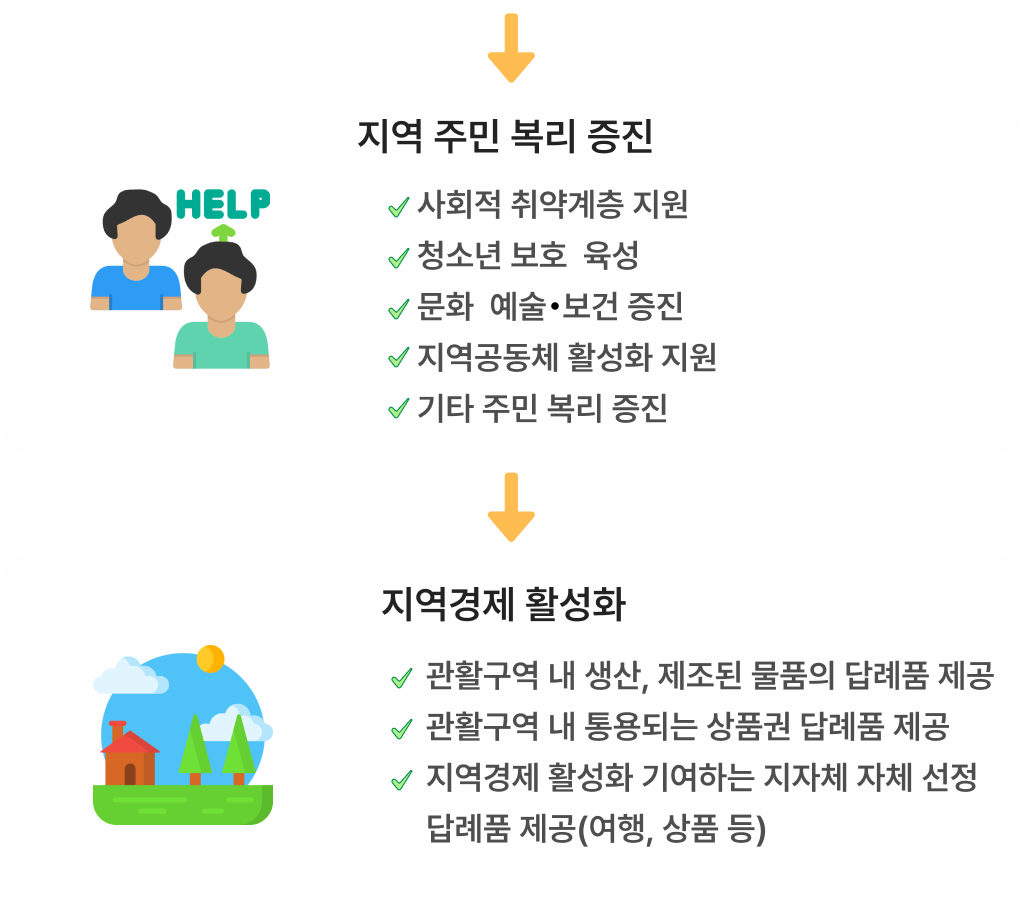 지역 주민 복리 증진
HELP
사회적 취약계층 지원
청소년 보호 육성
문화 예술•보건 증진
지역공동체 활성화 지원
기타 주민 복리 증진
지역경제 활성화
관활구역 내 생산, 제조된 물품의 답례품 제공
관활구역 내 통용되는 상품권 답례품 제공
지역경제 활성화 기여하는 지자체 자체 선정
답례품 제공(여행, 상품 등)